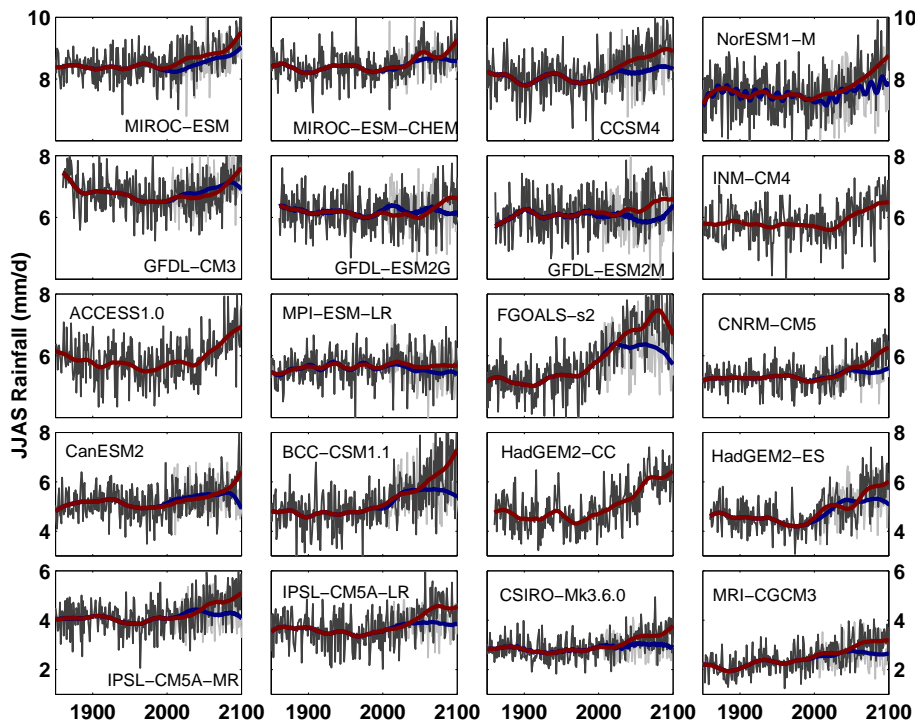 10
8
MIROC−ESM
MIROC−ESM−CHEM
CCSM4
NorESM1−M
10
8
8
6
GFDL−CM3
GFDL−ESM2G
GFDL−ESM2M
INM−CM4
8
6
JJAS Rainfall (mm/d)
8
6
ACCESS1.0
MPI−ESM−LR
FGOALS−s2
CNRM−CM5
8
6
8
6
4
CanESM2
BCC−CSM1.1
HadGEM2−CC
HadGEM2−ES
8
6
4
6
4
2
IPSL−CM5A−MR
IPSL−CM5A−LR
CSIRO−Mk3.6.0
MRI−CGCM3
6
4
2
1900 2000 2100 1900 2000 2100 1900 2000 2100 1900 2000 2100